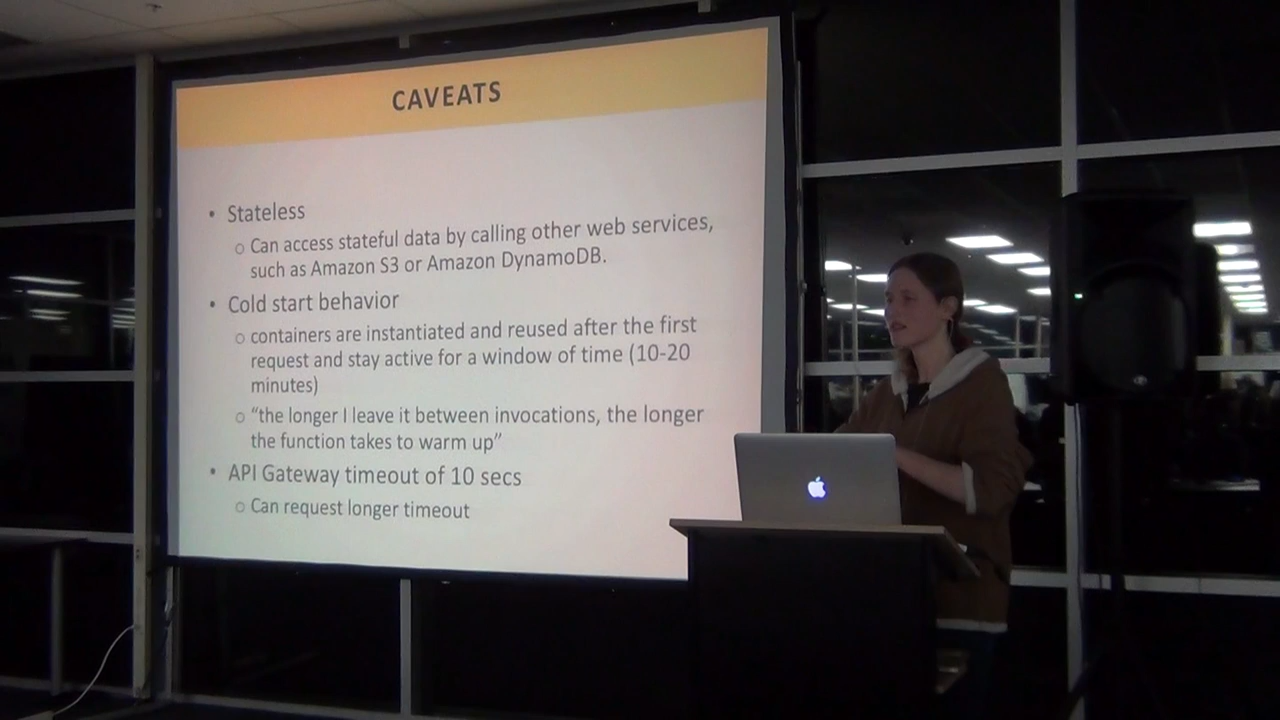 CAVEATS
• Stateless
○ Can access stateful data by calling other web services,
such as Amazon S3 or Amazon DynamoDB.
• Cold start behavior
○ containers are instantiated and reused after the first
request and stay active for a window of time (10-20
minutes)
○ “the longer I leave it between invocations, the longer
the function takes to warm up”
• API Gateway timeout of 10 secs
○ Can request longer timeout